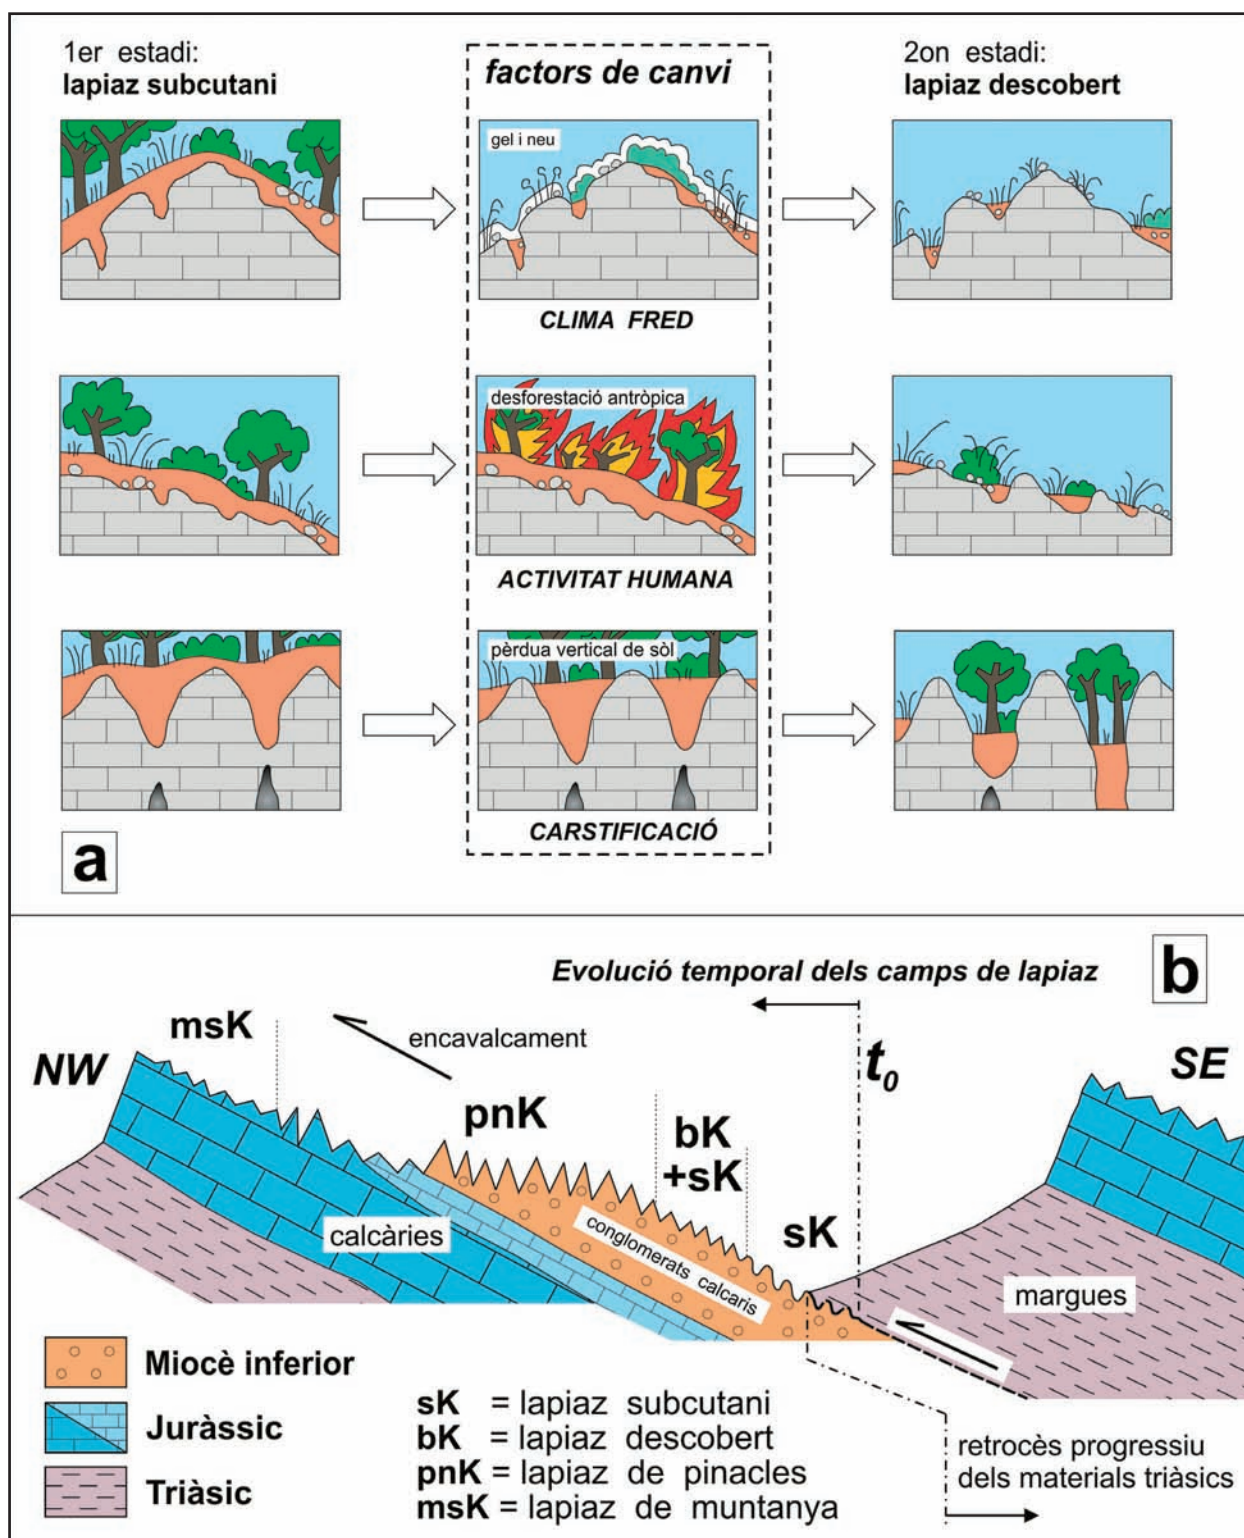 1er estadi:
lapiaz subcutani
factors de canvi
2on estadi:
lapiaz descobert
gel i neu
CLIMA FRED
desforestació antròpica
ACTIVITAT HUMANA
pèrdua vertical de sòl
CARSTIFICACIÓ
a
b
Evolució temporal dels camps de lapiaz
msK
encavalcament
NW
t₀
SE
pnK
bK
+sK
sK
calcàries
conglomerats calcaris
margues
Miocè inferior
Juràssic
Triàsic
sK = lapiaz subcutani
bK = lapiaz descobert
pnK = lapiaz de pinacles
msK = lapiaz de muntanya
retrocès progressiu
dels materials triàsics